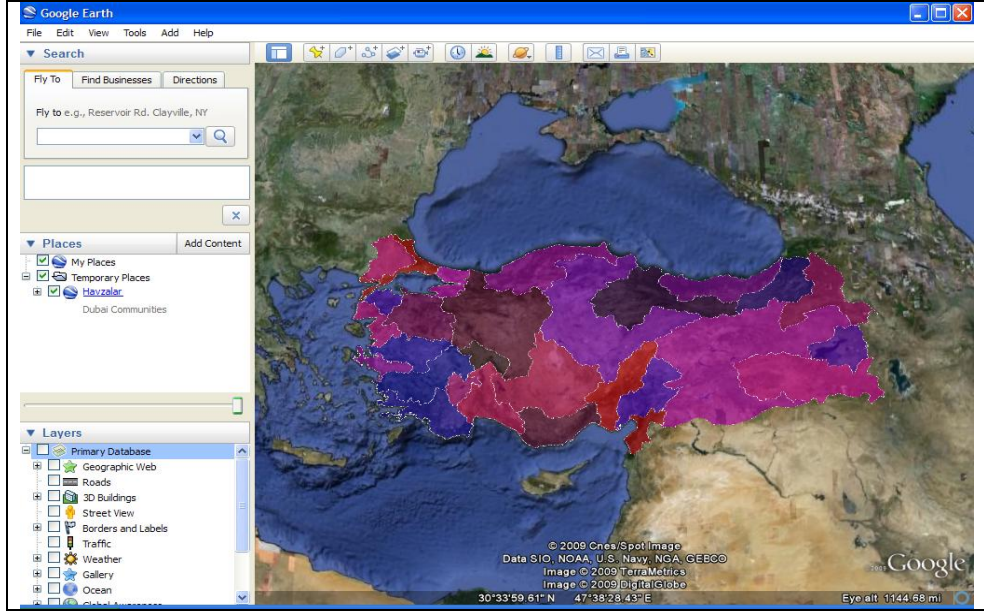 Google Earth
File Edit View Tools Add Help
Search
Fly To Find Businesses Directions
Fly to e.g., Reservoir Rd. Clayville, NY
Places Add Content
My Places
Temporary Places
Havzalar
Dubai Communities
Layers
Primary Database
Geographic Web
Roads
3D Buildings
Street View
Borders and Labels
Traffic
Weather
Gallery
Ocean
Global Awareness
© 2009 Cnes/Spot Image
Data SIO, NOAA, U.S. Navy, NGA, GEBCO
Image © 2009 TerraMetrics
Image © 2009 DigitalGlobe
Google
30°33'59.61" N 47°38'28.43" E Eye alt 1144.68 mi